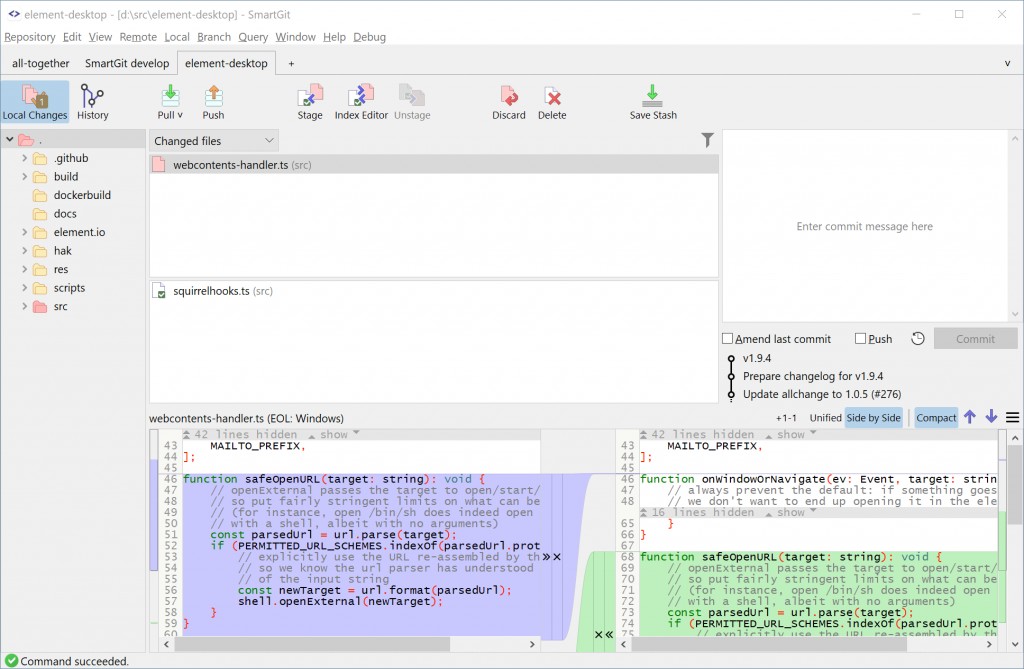 element-desktop - [d:\src\element-desktop] - SmartGit
Repository Edit View Remote Local Branch Query Window Help Debug
all-together SmartGit develop element-desktop + v
Local Changes History Pull v Push Stage Index Editor Unstage Discard Delete Save Stash
1
.
.github
build
dockerbuild
docs
element.io
hak
res
scripts
src
Changed files
webcontents-handler.ts (src)
squirrelhooks.ts (src)
Enter commit message here
Amend last commit Push Commit
v1.9.4
Prepare changelog for v1.9.4
Update allchange to 1.0.5 (#276)
webcontents-handler.ts (EOL: Windows)
+1-1 Unified Side by Side Compact
42 lines hidden show
43 MAILTO_PREFIX,
44 ];
45
46 function safeOpenURL(target: string): void {
47 // openExternal passes the target to open/start/
48 // so put fairly stringent limits on what can be
49 // (for instance, open /bin/sh does indeed open
50 // with a shell, albeit with no arguments)
51 const parsedUrl = url.parse(target);
52 if (PERMITTED_URL_SCHEMES.indexOf(parsedUrl.prot
53 // explicitly use the URL re-assembled by th
54 // so we know the url parser has understood
55 // of the input string
56 const newTarget = url.format(parsedUrl);
57 shell.openExternal(newTarget);
58 }
59 }
60
42 lines hidden show
43 MAILTO_PREFIX,
44 ];
45
46 function onWindowOrNavigate(ev: Event, target: strin
47 // always prevent the default: if something goes
48 // we don't want to end up opening it in the ele
16 lines hidden show
65 }
66 }
67
68 function safeOpenURL(target: string): void {
69 // openExternal passes the target to open/start/
70 // so put fairly stringent limits on what can be
71 // (for instance, open /bin/sh does indeed open
72 // with a shell, albeit with no arguments)
73 const parsedUrl = url.parse(target);
74 if (PERMITTED_URL_SCHEMES.indexOf(parsedUrl.prot
75 // explicitly use the URL re-assembled by th
Command succeeded.